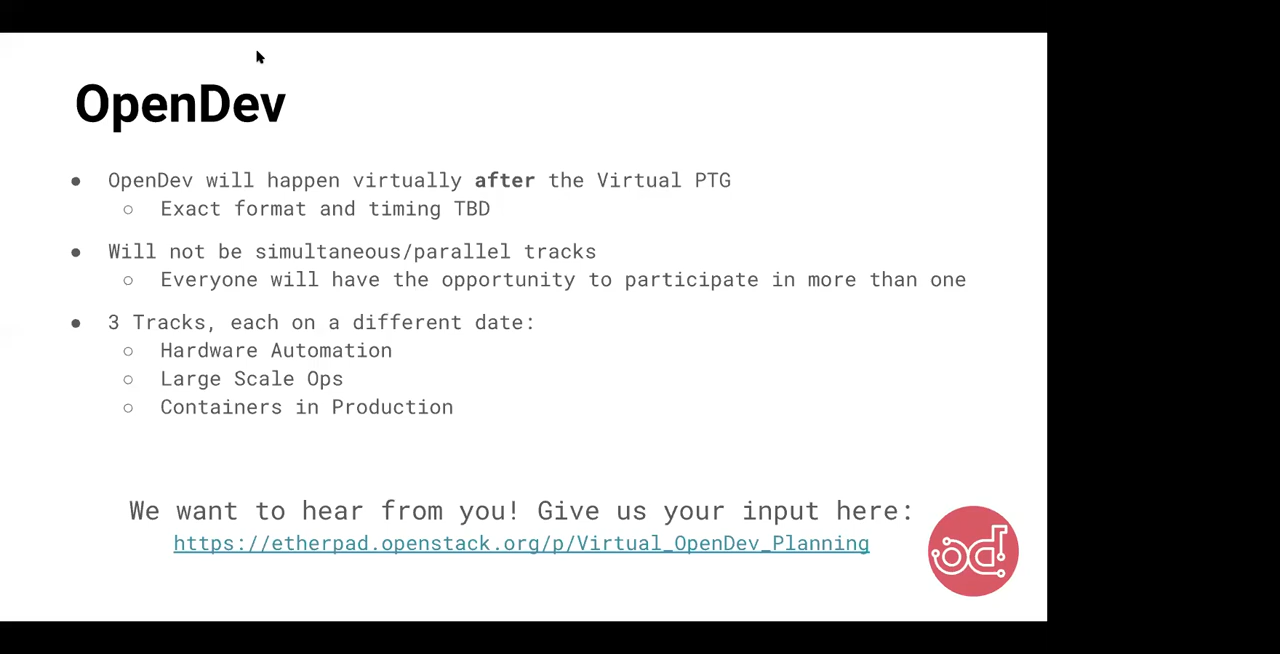 OpenDev
● OpenDev will happen virtually after the Virtual PTG
○ Exact format and timing TBD
● Will not be simultaneous/parallel tracks
○ Everyone will have the opportunity to participate in more than one
● 3 Tracks, each on a different date:
○ Hardware Automation
○ Large Scale Ops
○ Containers in Production
We want to hear from you! Give us your input here:
https://etherpad.openstack.org/p/Virtual_OpenDev_Planning
od